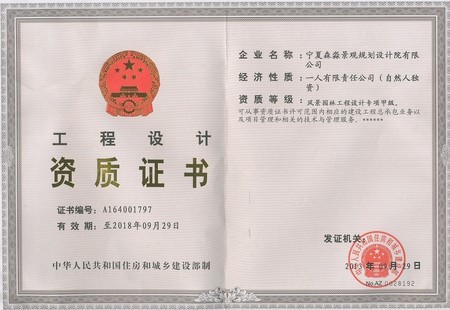 工程设计
资质证书
证书编号：A164001797
有效期：至2018年09月29日
中华人民共和国住房和城乡建设部制
企业名称：宁夏森淼景观规划设计院有限
公司
经济性质：一人有限责任公司（自然人独
资）
资质等级：风景园林工程设计专项甲级。
可从事资质证书许可范围内相应的建设工程总承包业务以
及项目管理和相关的技术与管理服务。******
发证机关：
2013年09月29日
No.AZ 0028192